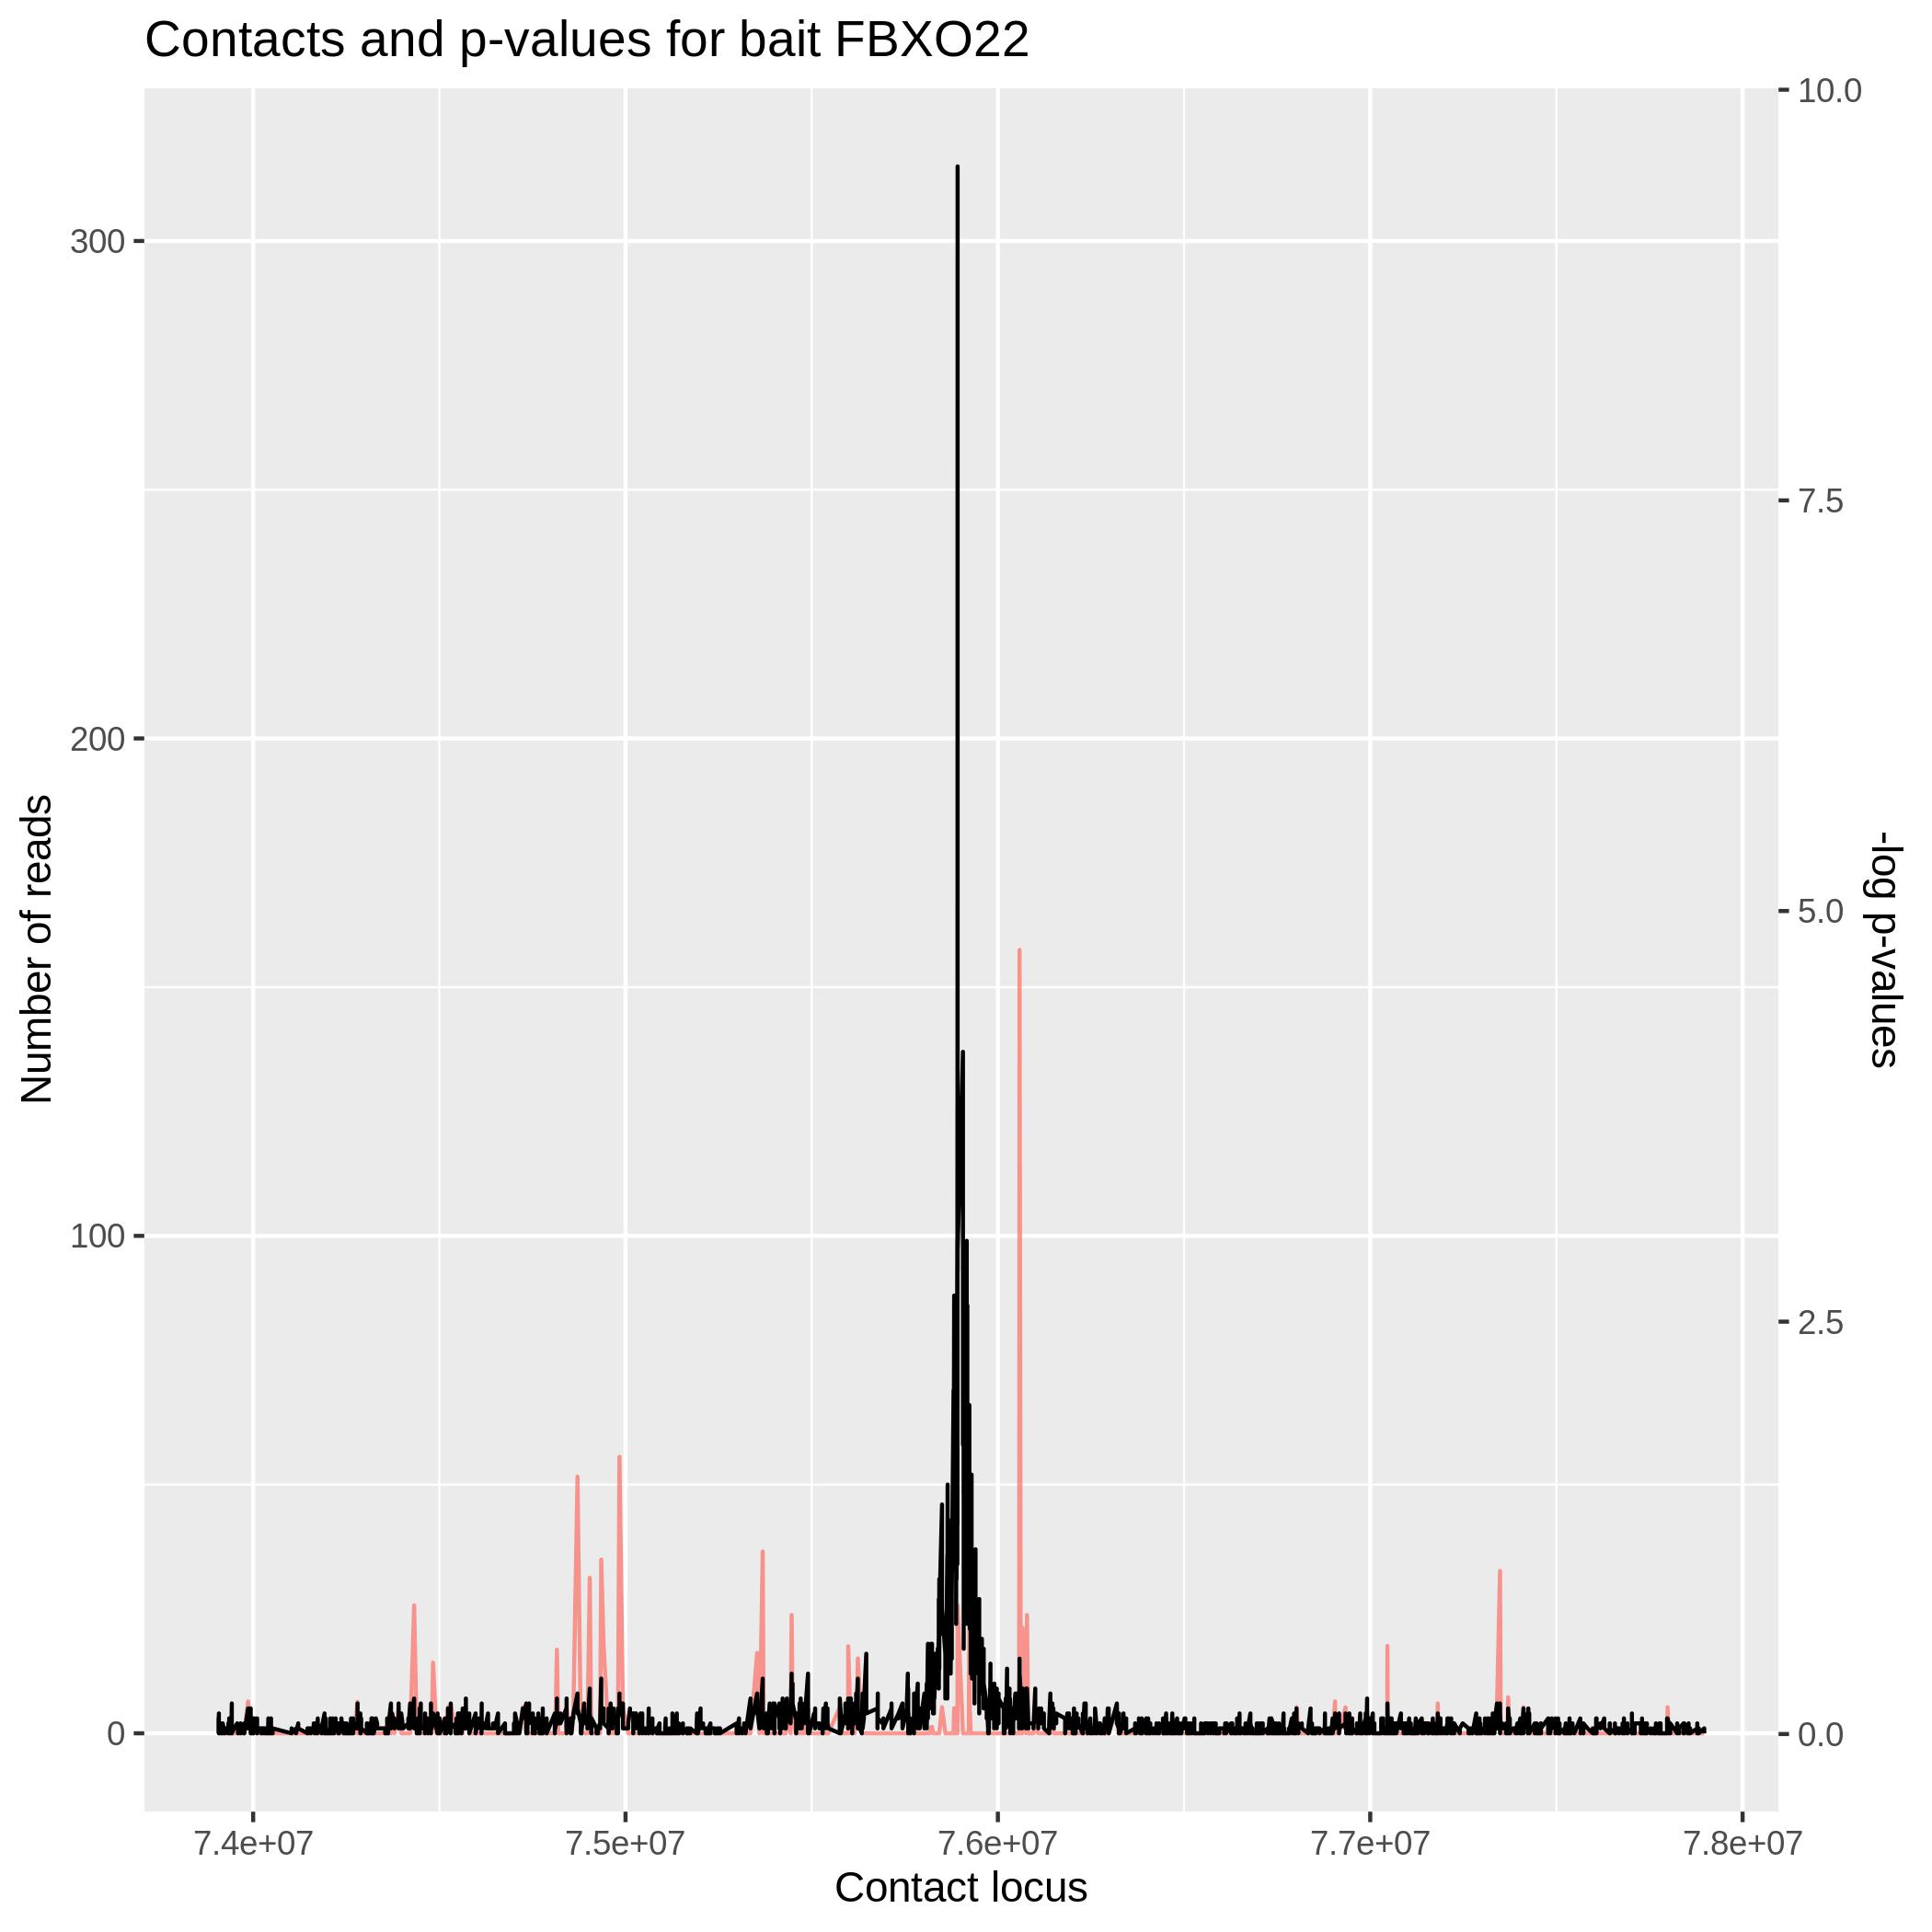 Contacts and p-values for bait FBXO22
Number of reads
300
200
100
0
10.0
7.5
5.0
2.5
0.0
-log p-values
7.4e+07 7.5e+07 7.6e+07 7.7e+07 7.8e+07
Contact locus